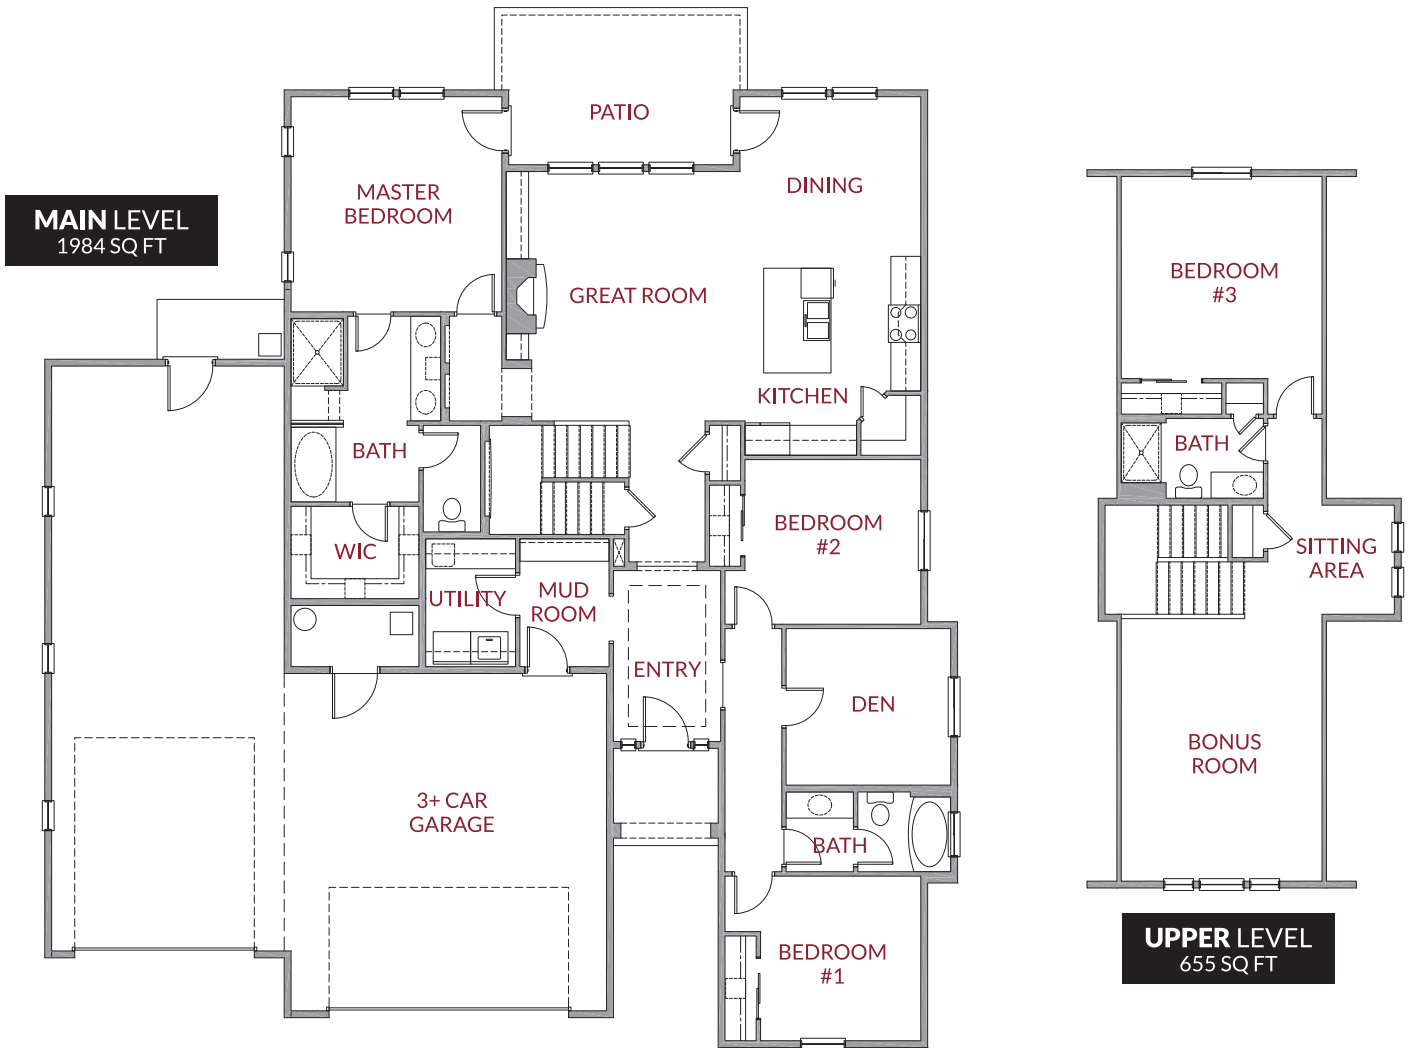 PATIO
DINING
MASTER
BEDROOM
MAIN LEVEL
1984 SQ FT
GREAT ROOM
KITCHEN
BATH
BEDROOM
#2
WIC
UTILITY
MUD
ROOM
ENTRY
DEN
3+ CAR
GARAGE
BATH
BEDROOM
#1
BEDROOM
#3
BATH
SITTING
AREA
BONUS
ROOM
UPPER LEVEL
655 SQ FT